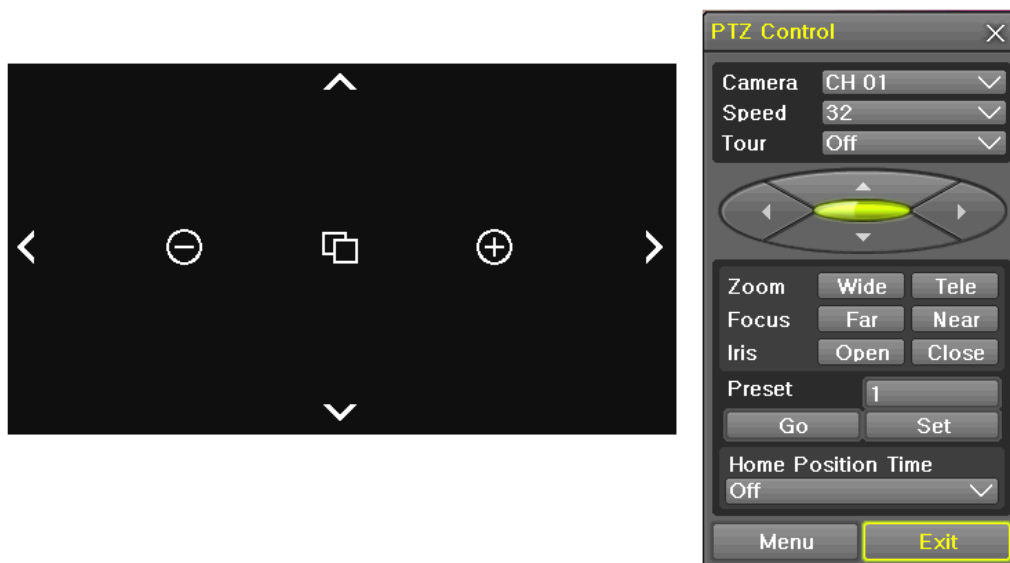 PTZ Control
Camera CH 01
Speed 32
Tour Off
Zoom Wide Tele
Focus Far Near
Iris Open Close
Preset 1
Go Set
Home Position Time
Off
Menu Exit